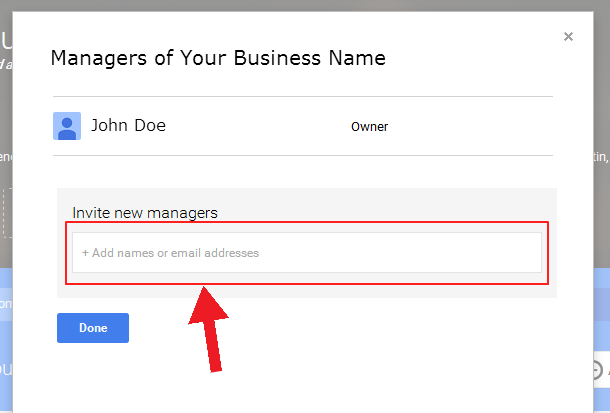 ×
Managers of Your Business Name
John Doe
Owner
Invite new managers
+ Add names or email addresses
Done